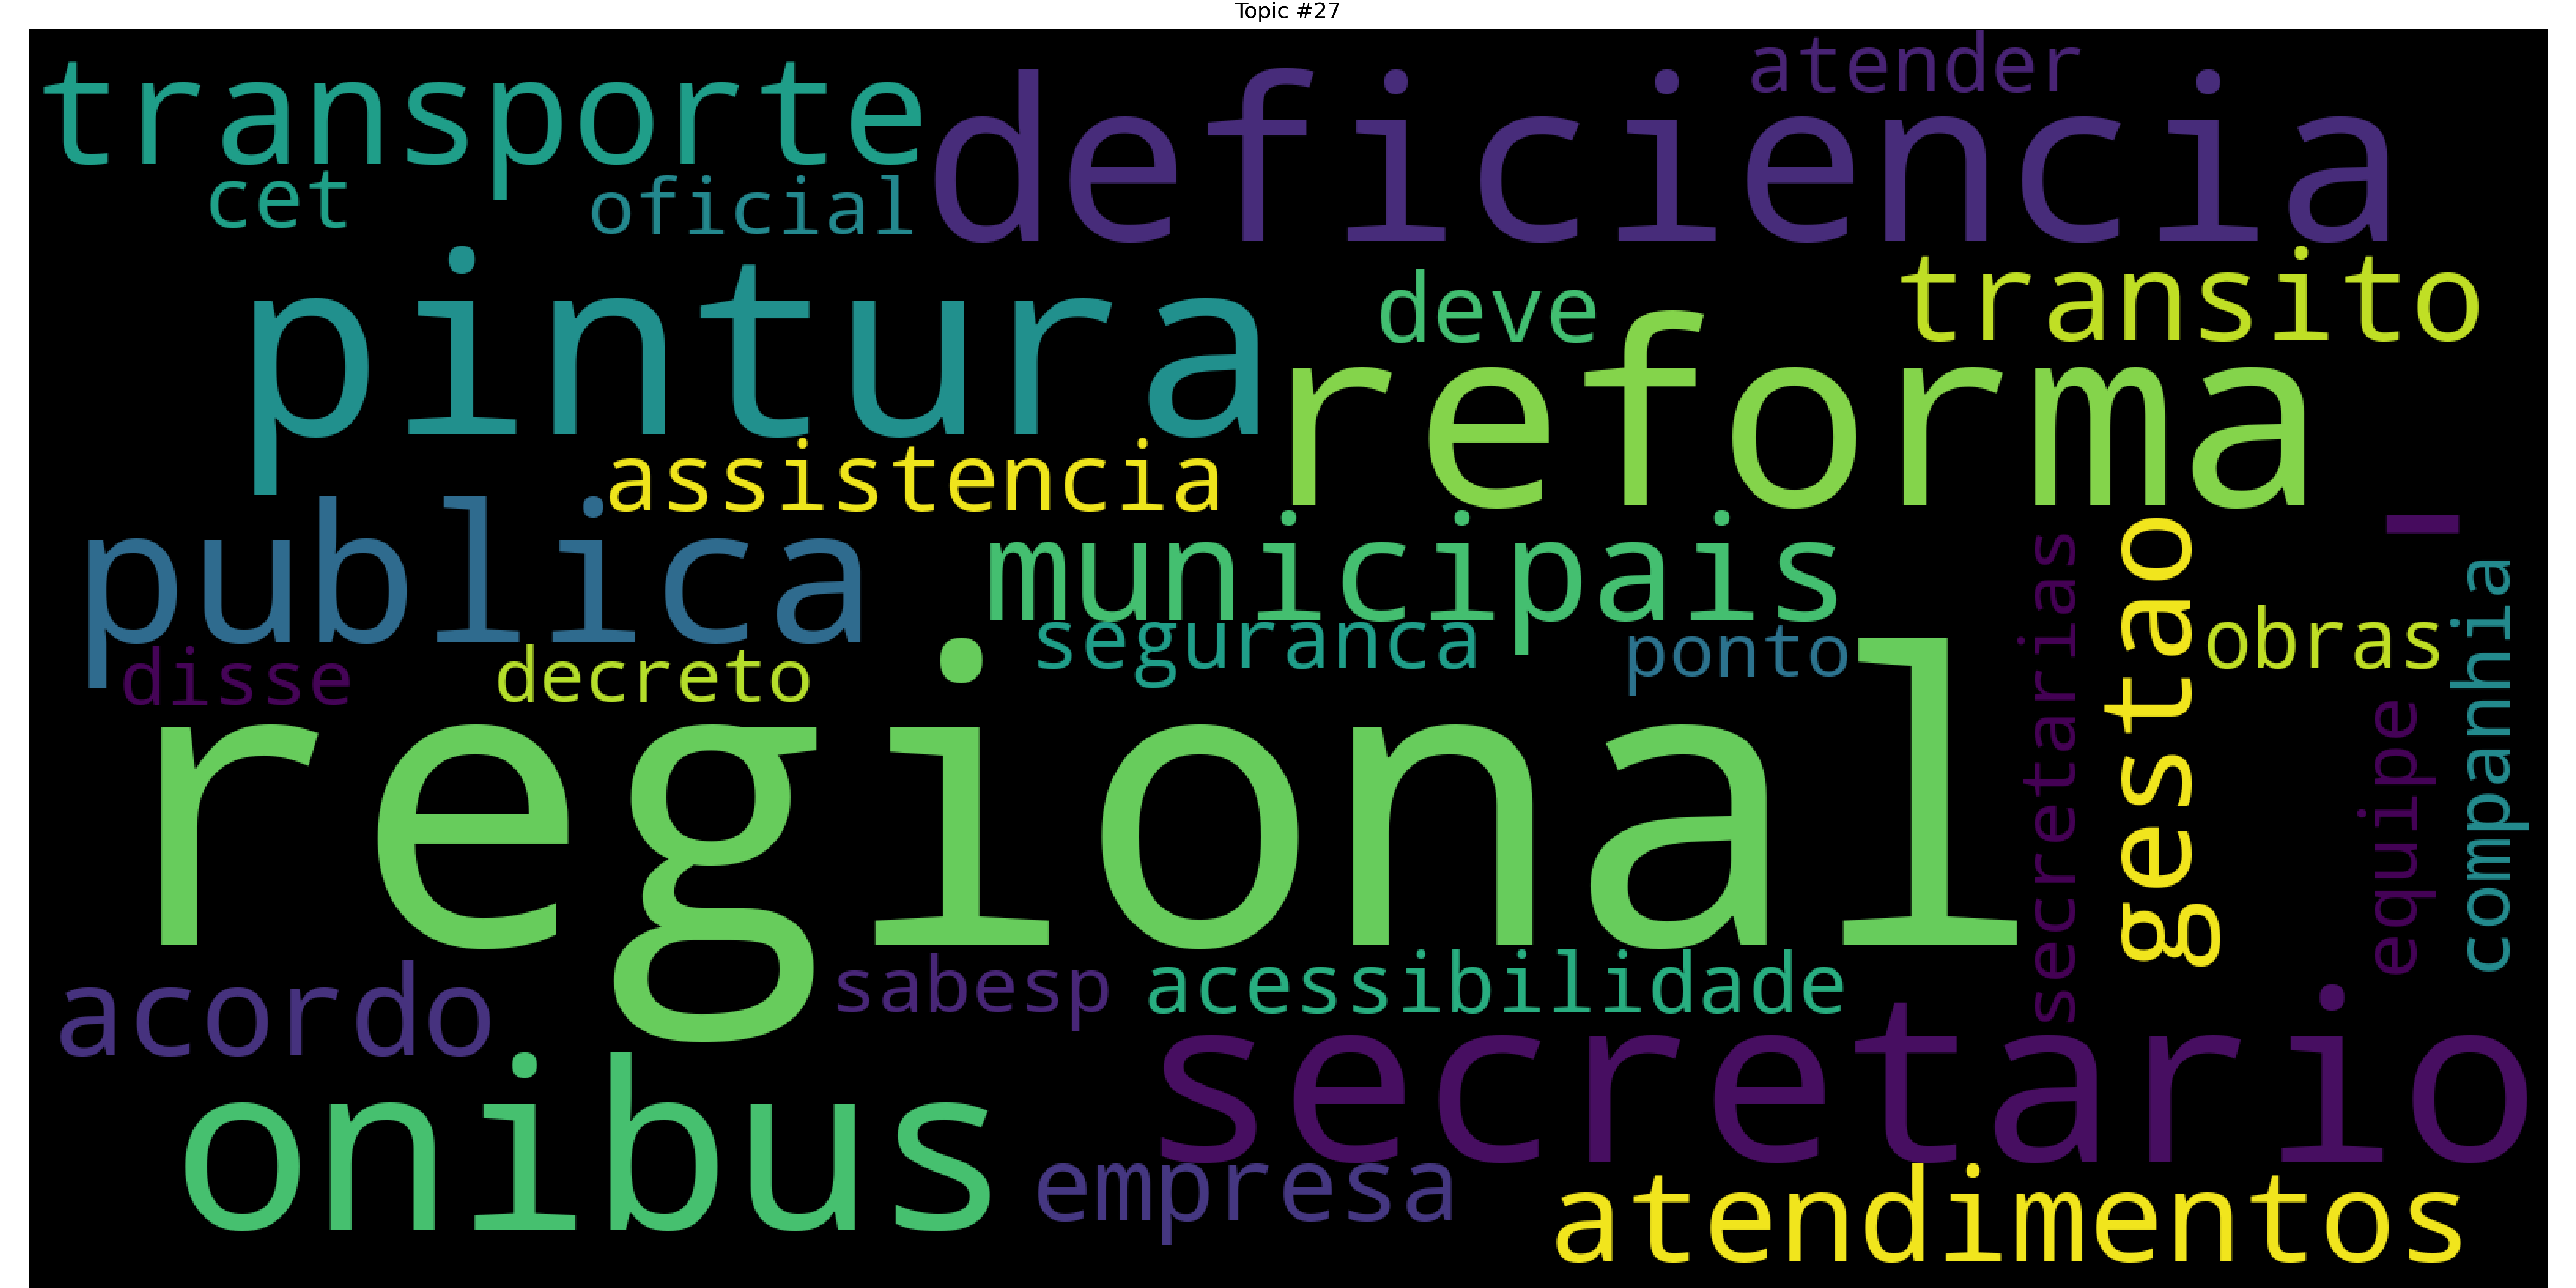 Topic #27
transporte
deficiencia
atender
cet
oficial
pintura
deve
transito
reforma
assistencia
publica
municipais
secretarias
gestao
-
companhia
disse
decreto
seguranca
ponto
obras
regional
equipe
acordo
sabesp
acessibilidade
secretario
onibus
empresa
atendimentos